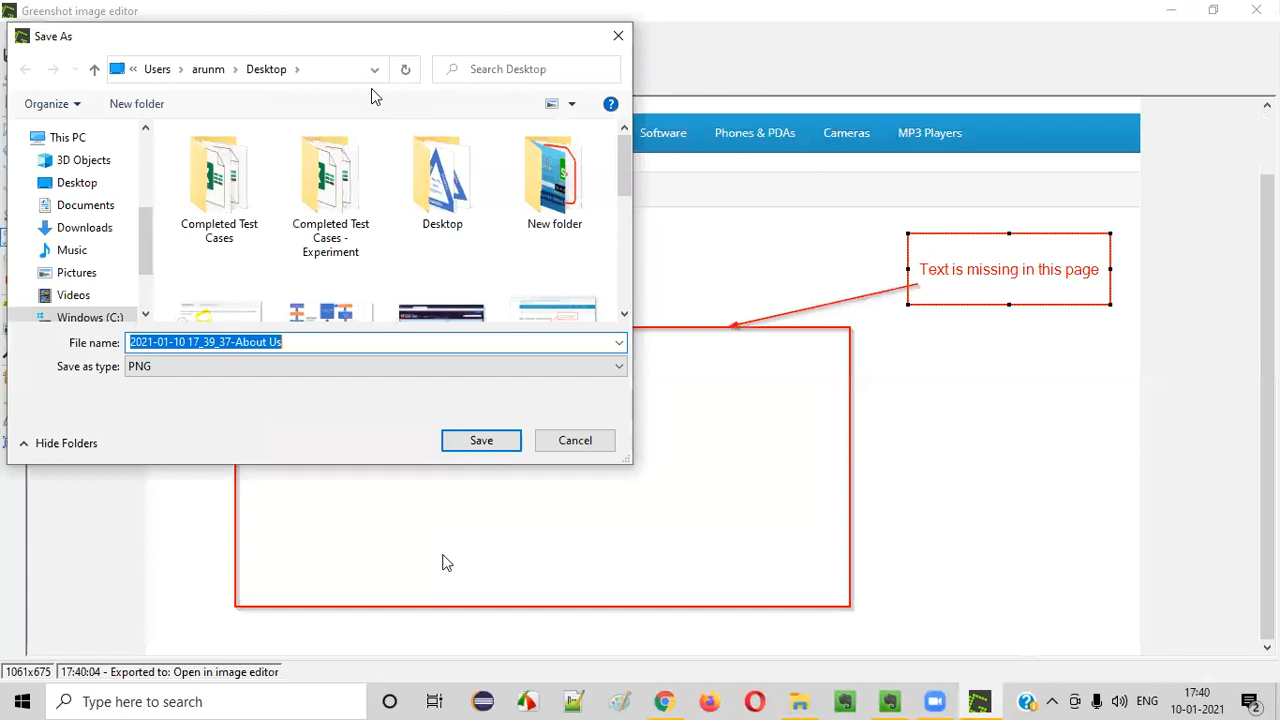 Greenshot image editor
Save As
« Users › arunm › Desktop ›
Search Desktop
Organize
New folder
This PC
3D Objects
Desktop
Documents
Downloads
Music
Pictures
Videos
Windows (C:)
Completed Test
Cases
Completed Test
Cases -
Experiment
Desktop
New folder
File name: 2021-01-10 17_39_37-About Us
Save as type: PNG
Hide Folders
Save
Cancel
Software
Phones & PDAs
Cameras
MP3 Players
Text is missing in this page
1061x675
17:40:04 - Exported to: Open in image editor
Type here to search
ENG
17:40
10-01-2021
2